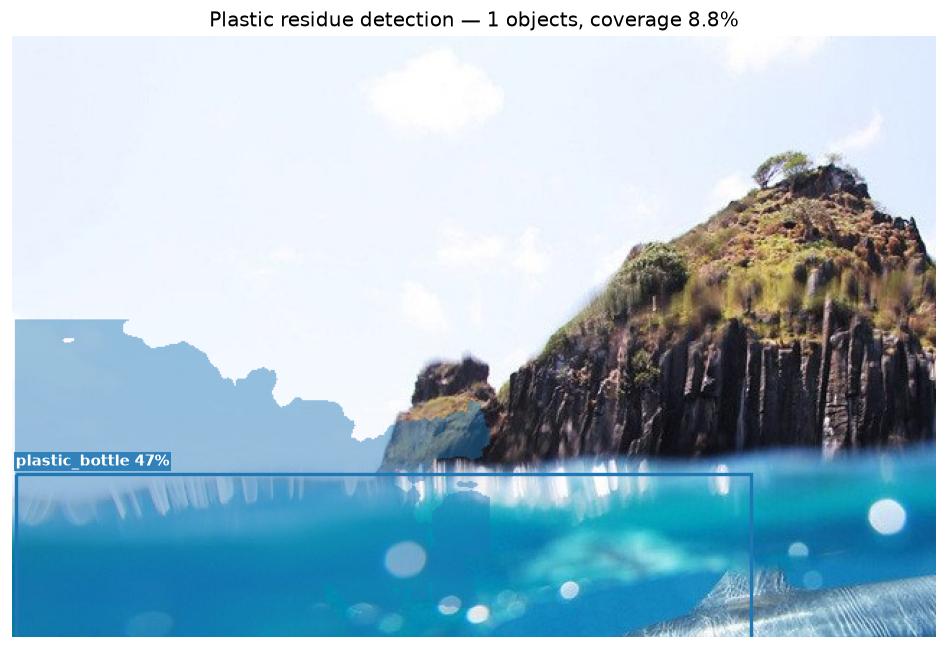 Plastic residue detection — 1 objects, coverage 8.8%
plastic_bottle 47%